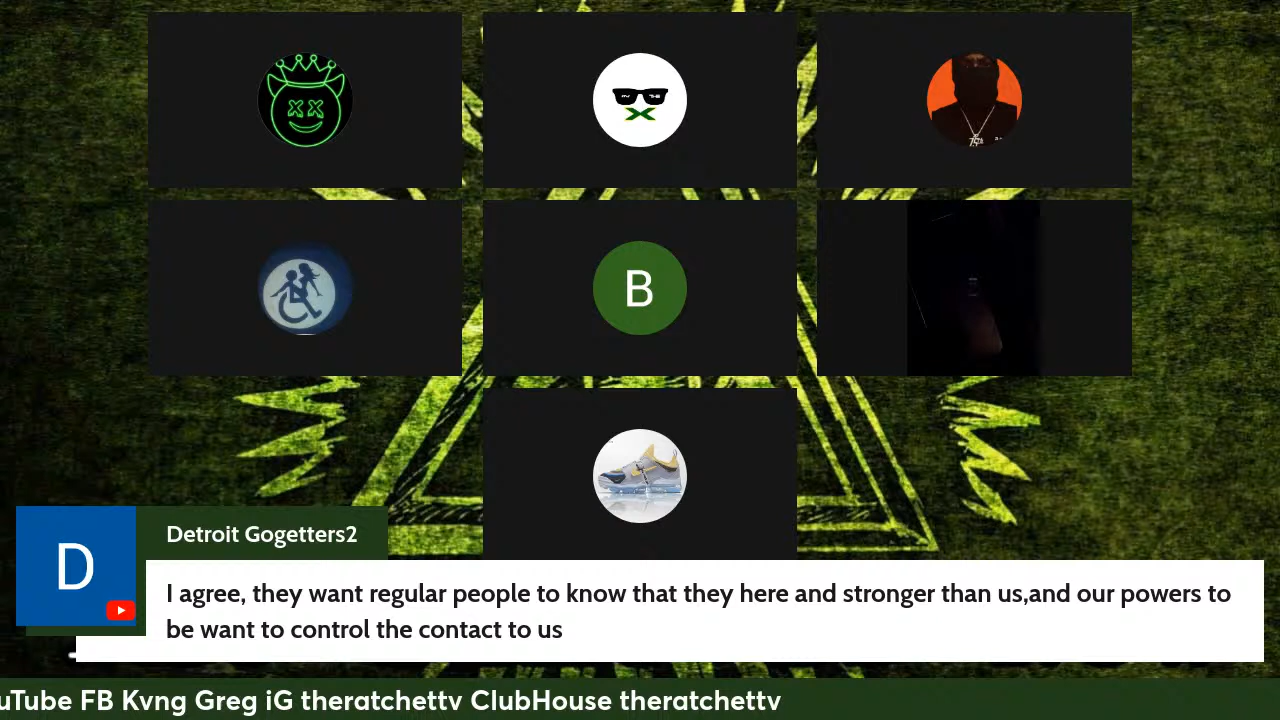 B
D
Detroit Gogetters2
I agree, they want regular people to know that they here and stronger than us,and our powers to
be want to control the contact to us
uTube FB Kvng Greg iG theratchettv ClubHouse theratchettv